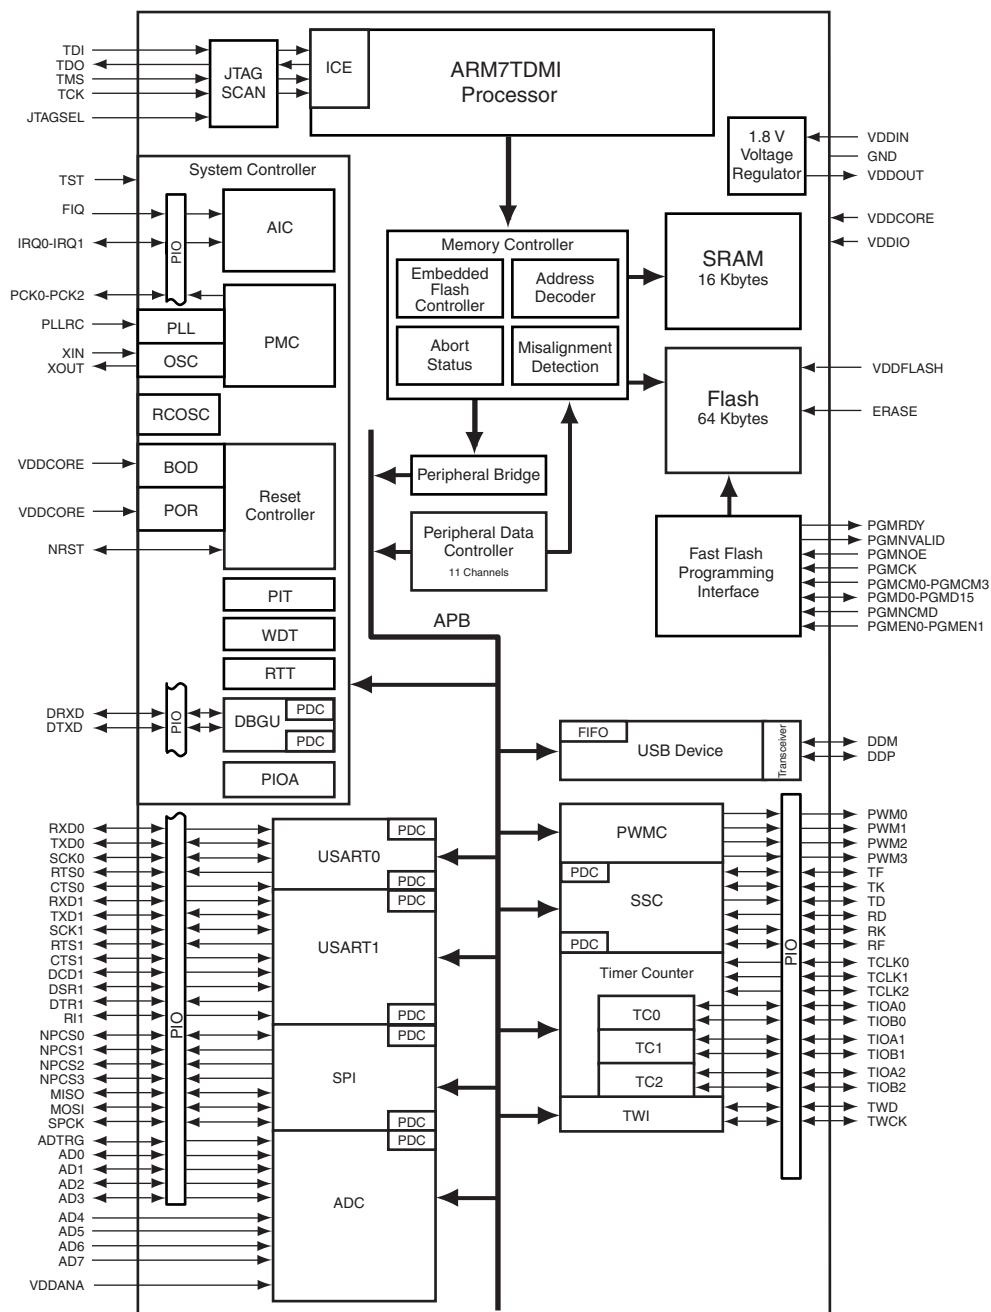 TDI
TDO
TMS
TCK
JTAGSEL
JTAG
SCAN
ICE
ARM7TDMI
Processor
1.8 V
Voltage
Regulator
VDDIN
GND
VDDOUT
VDDCORE
VDDIO
System Controller
TST
FIQ
IRQ0-IRQ1
PIO
AIC
PCK0-PCK2
PLLRC
PLL
XIN
XOUT
OSC
PMC
RCOSC
VDDCORE
BOD
VDDCORE
POR
Reset
Controller
NRST
PIT
WDT
RTT
DRXD
DTXD
PIO
DBGU
PDC
PDC
PIOA
Memory Controller
Embedded
Flash
Controller
Address
Decoder
Abort
Status
Misalignment
Detection
SRAM
16 Kbytes
Flash
64 Kbytes
VDDFLASH
ERASE
Peripheral Bridge
Peripheral Data
Controller
11 Channels
Fast Flash
Programming
Interface
PGMRDY
PGMNVALID
PGMNOE
PGMCK
PGMCM0-PGMCM3
PGMD0-PGMD15
PGMNCMD
PGMEN0-PGMEN1
APB
FIFO
USB Device
Transceiver
DDM
DDP
RXD0
TXD0
SCK0
RTS0
CTS0
RXD1
TXD1
SCK1
RTS1
CTS1
DCD1
DSR1
DTR1
RI1
NPCS0
NPCS1
NPCS2
NPCS3
MISO
MOSI
SPCK
ADTRG
AD0
AD1
AD2
AD3
AD4
AD5
AD6
AD7
VDDANA
PIO
PDC
USART0
PDC
PDC
USART1
PDC
PDC
SPI
PDC
PDC
ADC
PWMC
PDC
SSC
PDC
Timer Counter
TC0
TC1
TC2
TWI
PIO
PWM0
PWM1
PWM2
PWM3
TF
TK
TD
RD
RK
RF
TCLK0
TCLK1
TCLK2
TIOA0
TIOB0
TIOA1
TIOB1
TIOA2
TIOB2
TWD
TWCK